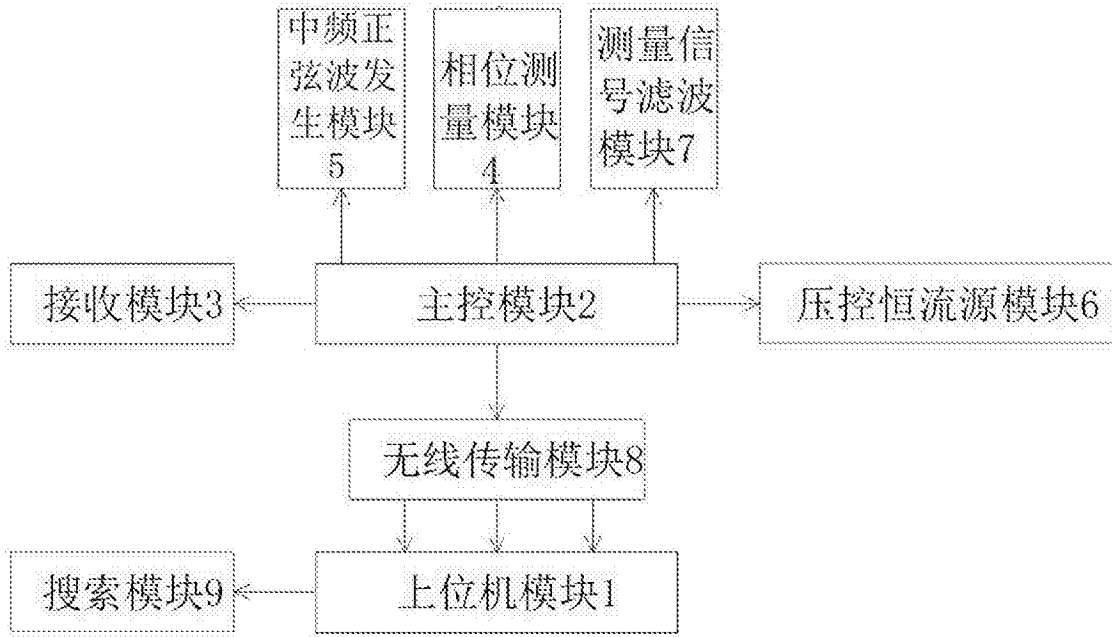 中频正
弦波发
生模块
5
相位测
量模块
4
测量信
号滤波
模块7
接收模块3
主控模块2
压控恒流源模块6
无线传输模块8
搜索模块9
上位机模块1